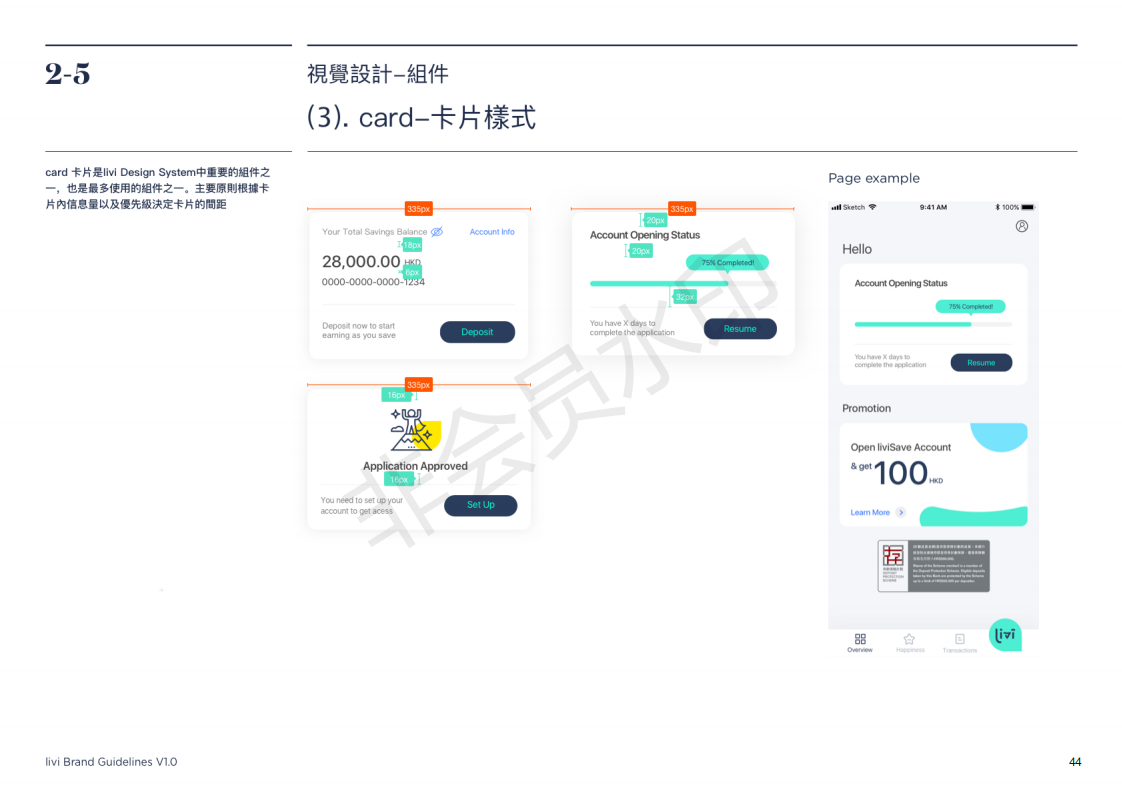 2-5
視覺設計–組件
(3). card–卡片樣式
card 卡片是livi Design System中重要的組件之
一，也是最多使用的組件之一。主要原則根據卡
片內信息量以及優先級決定卡片的間距
335px
Your Total Savings Balance
Account Info
18px
28,000.00 HKD
6px
0000-0000-0000-1234
Deposit now to start
earning as you save
Deposit
335px
20px
Account Opening Status
20px
75% Completed!
32px
You have X days to
complete the application
Resume
335px
16px
Application Approved
16px
You need to set up your
account to get acess
Set Up
Page example
Sketch
9:41 AM
100%
Hello
Account Opening Status
75% Completed!
You have X days to
complete the application
Resume
Promotion
Open liviSave Account
& get 100 HKD
Learn More
存
livi
Overview
Happiness
Transactions
livi Brand Guidelines V1.0
44
非会员水印